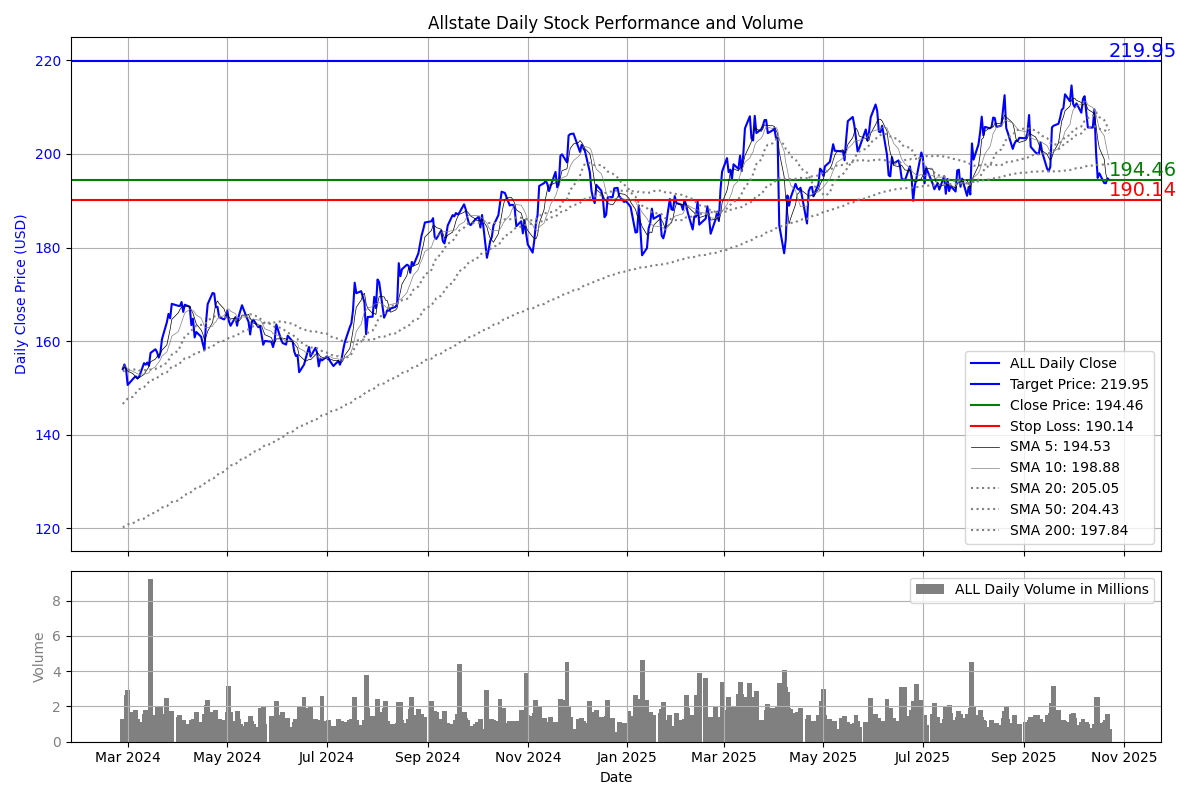 Allstate Daily Stock Performance and Volume
219.95
194.46
190.14
220
200
180
160
140
120
Daily Close Price (USD)
ALL Daily Close
Target Price: 219.95
Close Price: 194.46
Stop Loss: 190.14
SMA 5: 194.53
SMA 10: 198.88
SMA 20: 205.05
SMA 50: 204.43
SMA 200: 197.84
ALL Daily Volume in Millions
8
6
4
2
0
Volume
Mar 2024 May 2024 Jul 2024 Sep 2024 Nov 2024 Jan 2025 Mar 2025 May 2025 Jul 2025 Sep 2025 Nov 2025
Date